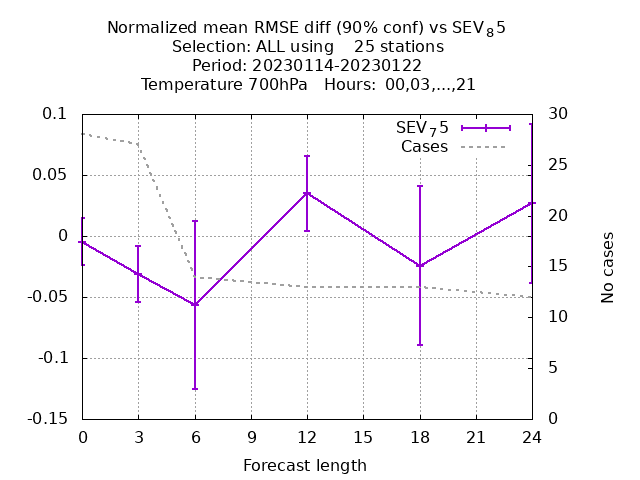 Normalized mean RMSE diff (90% conf) vs SEV₈5
Selection: ALL using    25 stations
Period: 20230114-20230122
Temperature 700hPa   Hours: 00,03,...,21
SEV₇5
Cases
0.1
0.05
0
-0.05
-0.1
-0.15
30
25
20
15
10
5
0
No cases
0 3 6 9 12 15 18 21 24
Forecast length